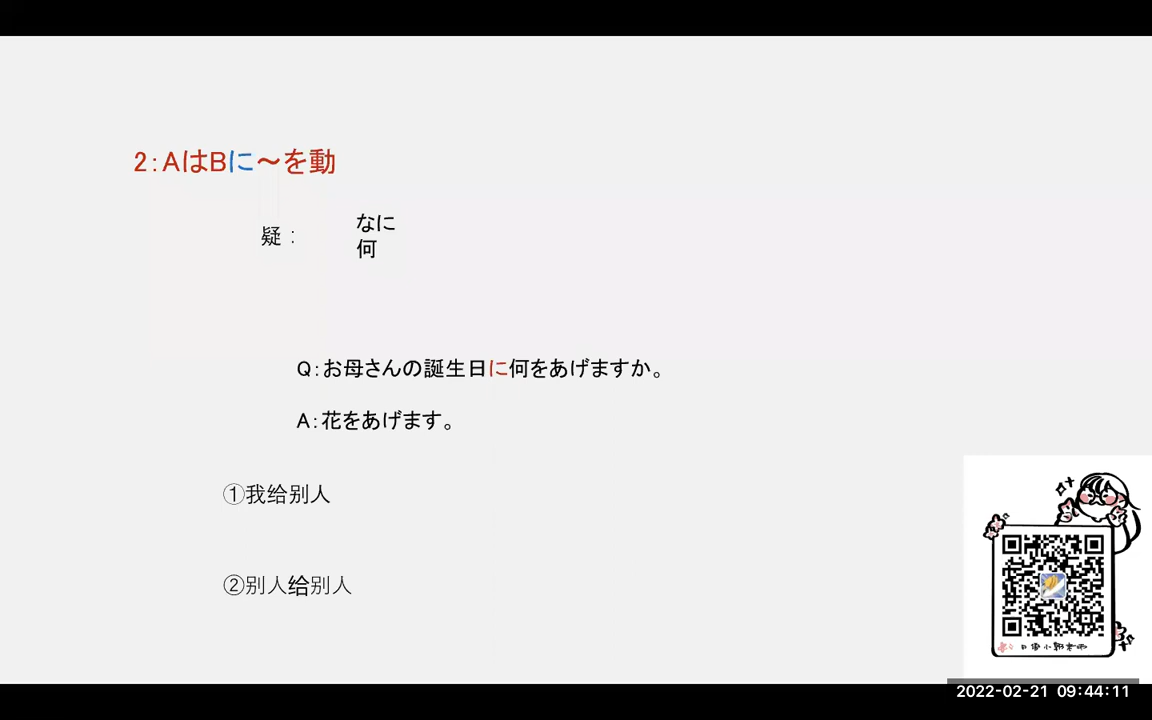 2：AはBに～を動
疑：
なに
何
Q：お母さんの誕生日に何をあげますか。
A：花をあげます。
①我给别人
②别人给别人
2022-02-21 09:44:11